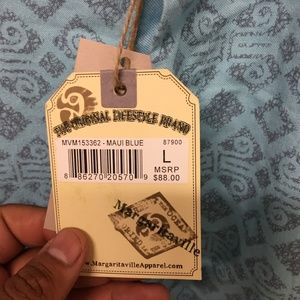 THE ORIGINAL LIFESTYLE BRAND
MVM153362 - MAUI BLUE 87900
8 86270 20570 9
L
MSRP
$88.00
Margaritaville
www.MargaritavilleApparel.com